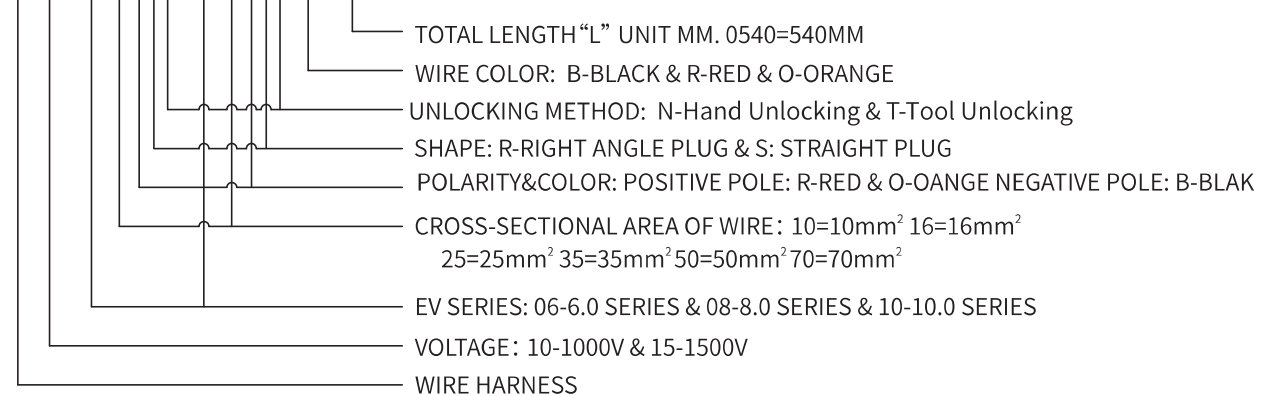 TOTAL LENGTH“L” UNIT MM. 0540=540MM
WIRE COLOR: B-BLACK & R-RED & O-ORANGE
UNLOCKING METHOD: N-Hand Unlocking & T-Tool Unlocking
SHAPE: R-RIGHT ANGLE PLUG & S: STRAIGHT PLUG
POLARITY&COLOR: POSITIVE POLE: R-RED & O-OANGE NEGATIVE POLE: B-BLAK
CROSS-SECTIONAL AREA OF WIRE: 10=10mm² 16=16mm²
25=25mm² 35=35mm² 50=50mm² 70=70mm²
EV SERIES: 06-6.0 SERIES & 08-8.0 SERIES & 10-10.0 SERIES
VOLTAGE: 10-1000V & 15-1500V
WIRE HARNESS